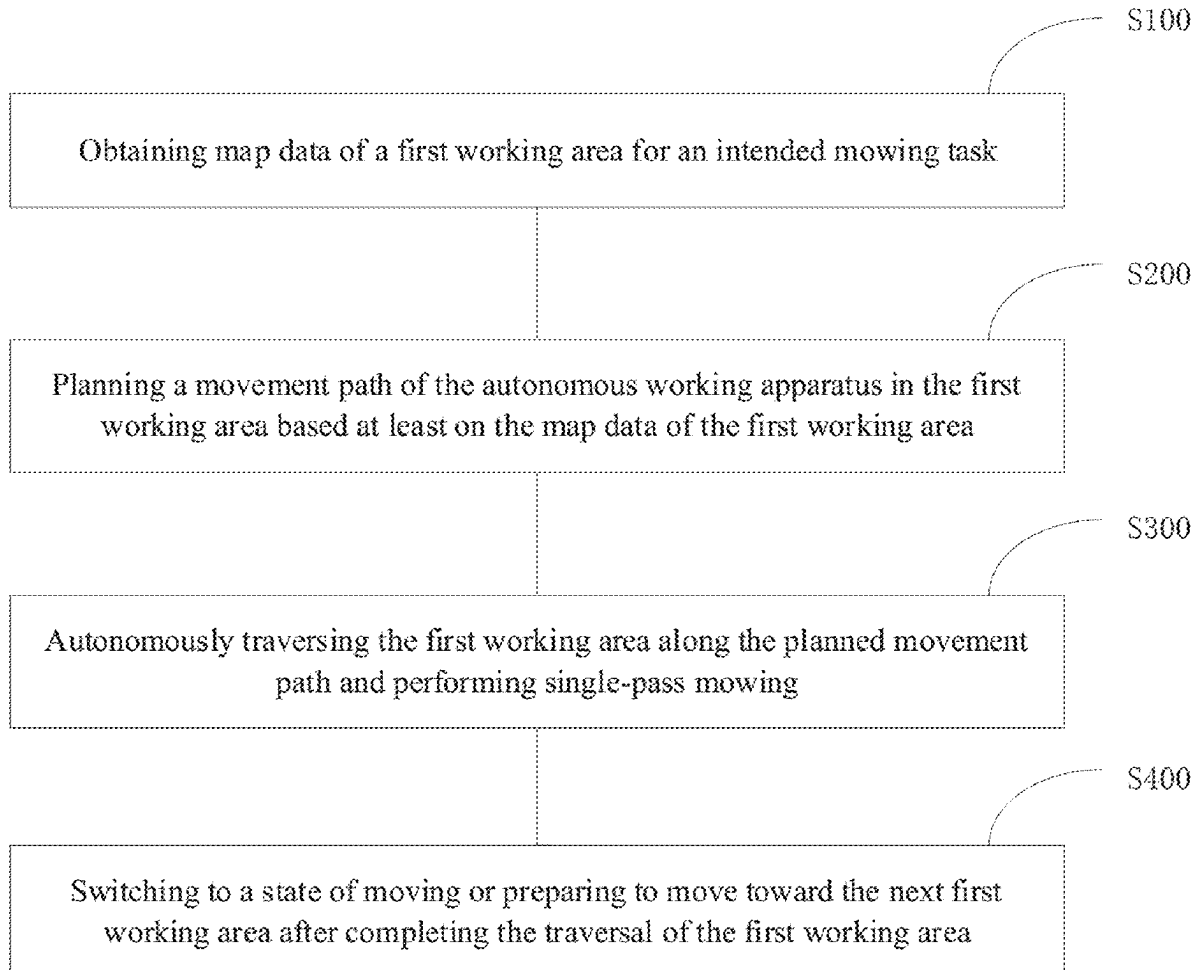 S100
Obtaining map data of a first working area for an intended mowing task
S200
Planning a movement path of the autonomous working apparatus in the first
working area based at least on the map data of the first working area
S300
Autonomously traversing the first working area along the planned movement
path and performing single-pass mowing
S400
Switching to a state of moving or preparing to move toward the next first
working area after completing the traversal of the first working area